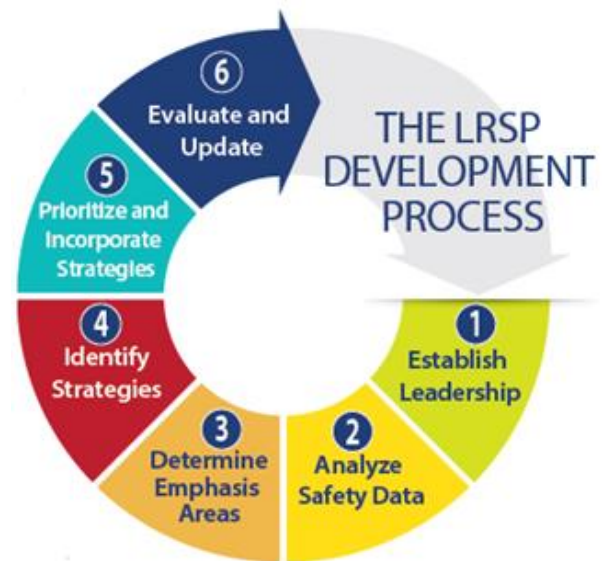 THE LRSP
DEVELOPMENT
PROCESS
1
Establish
Leadership
2
Analyze
Safety Data
3
Determine
Emphasis
Areas
4
Identify
Strategies
5
Prioritize and
Incorporate
Strategies
6
Evaluate and
Update